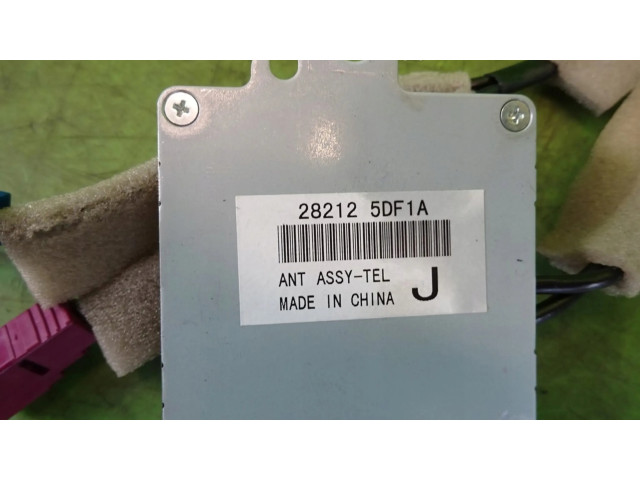 28212 5DF1A
ANT ASSY-TEL
MADE IN CHINA J